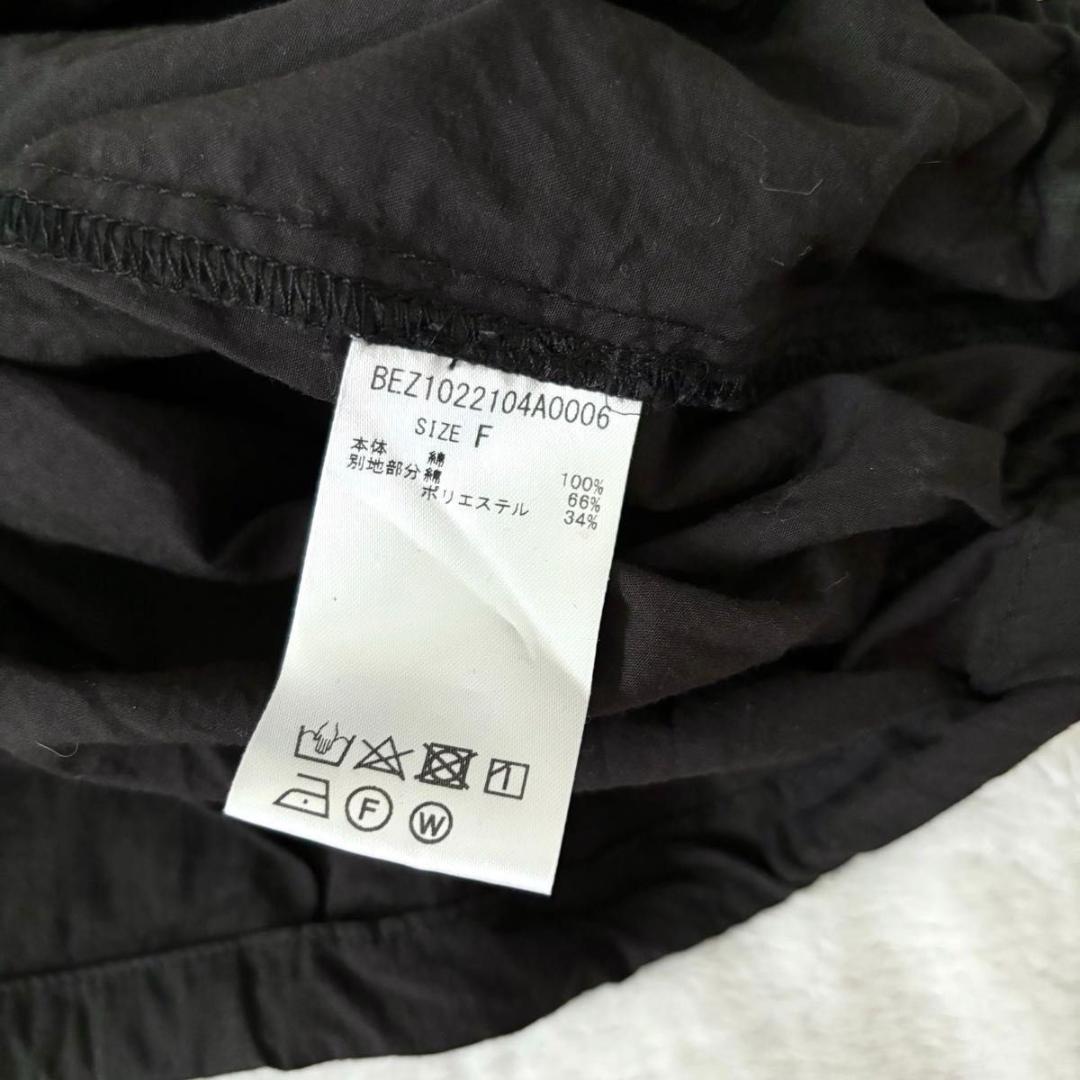 BEZ1022104A0006
SIZE F
本体 綿 100%
別地部分綿 66%
ポリエステル 34%
F W